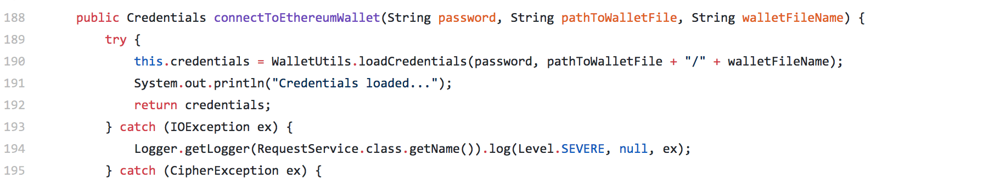 188 public Credentials connectToEthereumWallet(String password, String pathToWalletFile, String walletFileName) {
189 try {
190 this.credentials = WalletUtils.loadCredentials(password, pathToWalletFile + "/" + walletFileName);
191 System.out.println("Credentials loaded...");
192 return credentials;
193 } catch (IOException ex) {
194 Logger.getLogger(RequestService.class.getName()).log(Level.SEVERE, null, ex);
195 } catch (CipherException ex) {